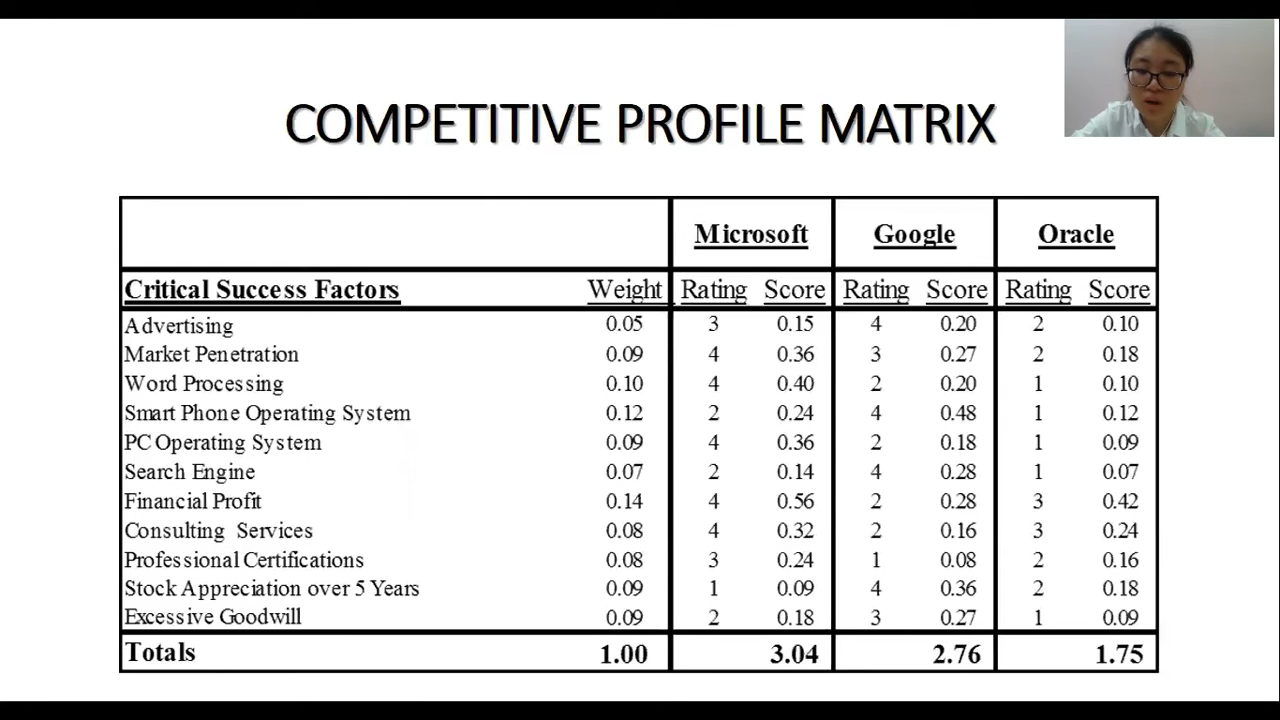 COMPETITIVE PROFILE MATRIX
Microsoft Google Oracle
Critical Success Factors Weight Rating Score Rating Score Rating Score
Advertising 0.05 3 0.15 4 0.20 2 0.10
Market Penetration 0.09 4 0.36 3 0.27 2 0.18
Word Processing 0.10 4 0.40 2 0.20 1 0.10
Smart Phone Operating System 0.12 2 0.24 4 0.48 1 0.12
PC Operating System 0.09 4 0.36 2 0.18 1 0.09
Search Engine 0.07 2 0.14 4 0.28 1 0.07
Financial Profit 0.14 4 0.56 2 0.28 3 0.42
Consulting Services 0.08 4 0.32 2 0.16 3 0.24
Professional Certifications 0.08 3 0.24 1 0.08 2 0.16
Stock Appreciation over 5 Years 0.09 1 0.09 4 0.36 2 0.18
Excessive Goodwill 0.09 2 0.18 3 0.27 1 0.09
Totals 1.00 3.04 2.76 1.75